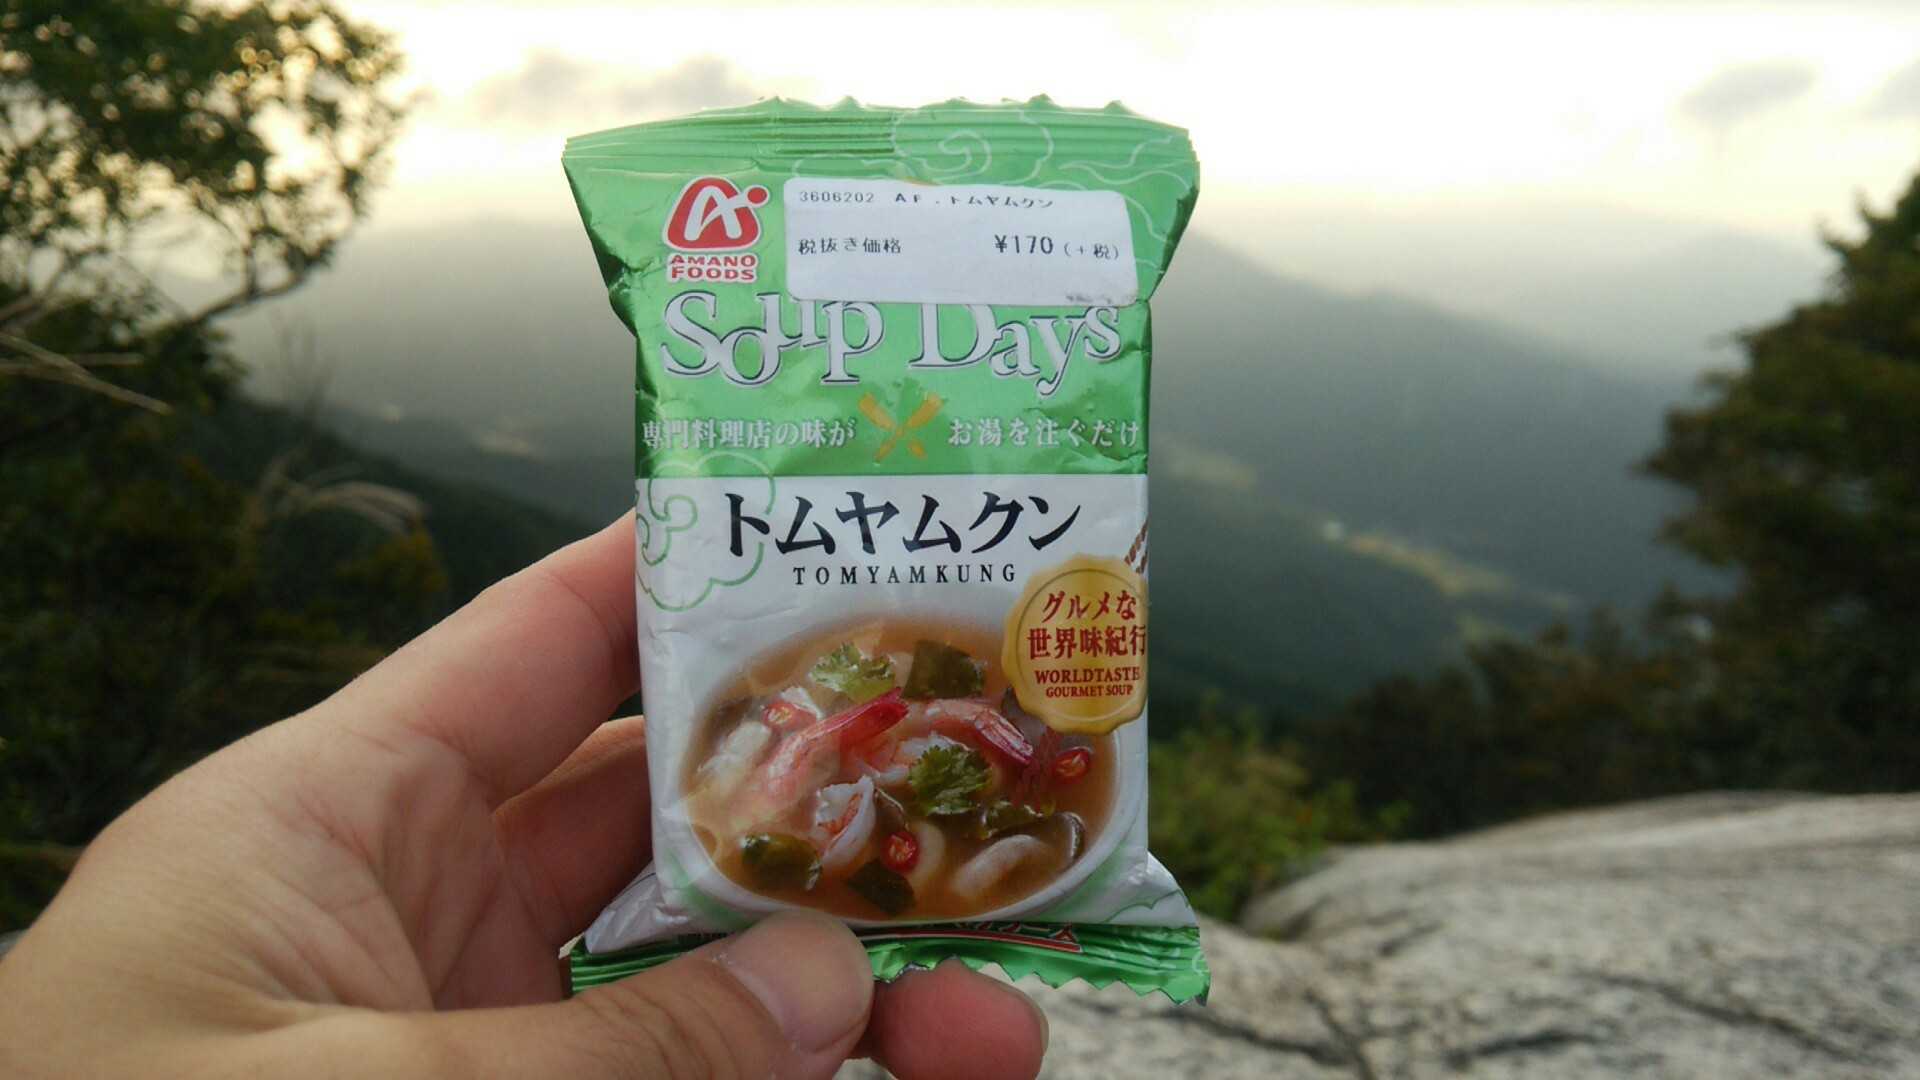 3606202 AF.トムヤムクン
税抜き価格 ¥170 (+税)
AMANO
FOODS
Soup Days
専門料理店の味が お湯を注ぐだけ
トムヤムクン
TOMYAMKUNG
グルメな
世界味紀行
WORLDTASTE
GOURMET SOUP